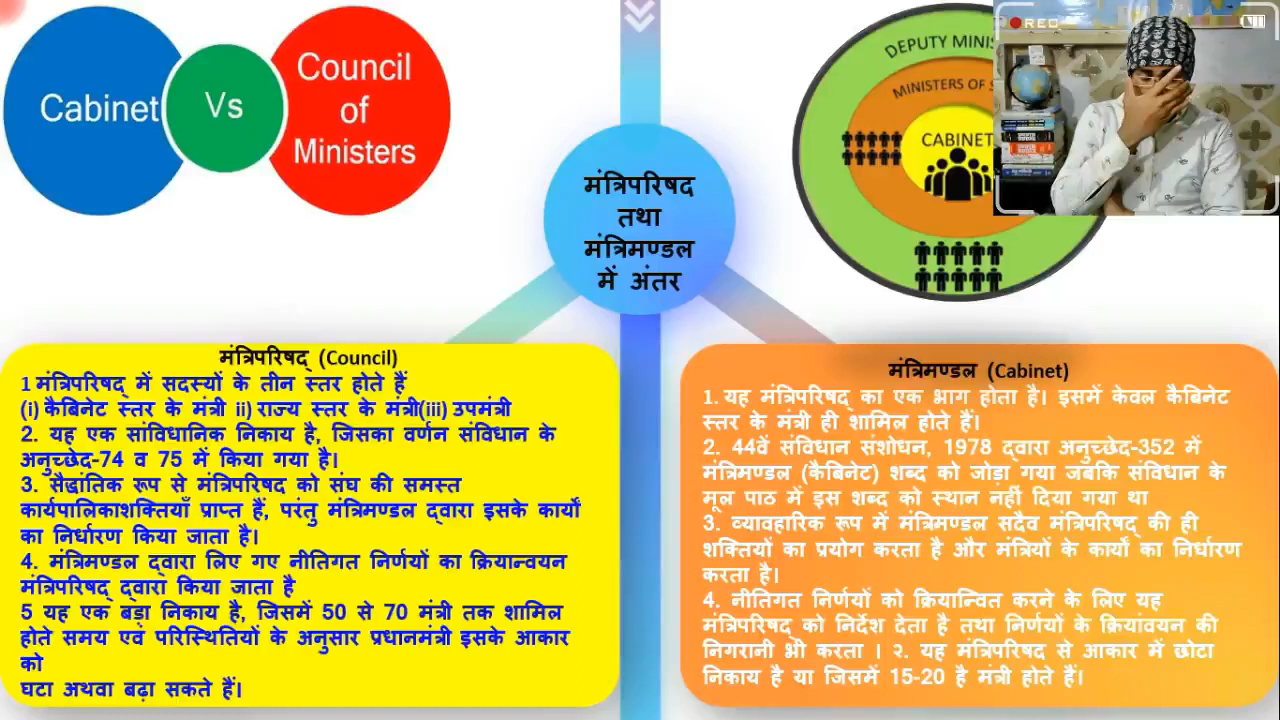 Cabinet
Vs
Council
of
Ministers
मंत्रिपरिषद
तथा
मंत्रिमण्डल
में अंतर
DEPUTY
MINISTERS OF
CABINET
REC
मंत्रिपरिषद् (Council)
1 मंत्रिपरिषद् में सदस्यों के तीन स्तर होते हैं
(i) कैबिनेट स्तर के मंत्री ii) राज्य स्तर के मंत्री(iii) उपमंत्री
2. यह एक सांविधानिक निकाय है, जिसका वर्णन संविधान के
अनुच्छेद-74 व 75 में किया गया है।
3. सैद्धांतिक रूप से मंत्रिपरिषद को संघ की समस्त
कार्यपालिकाशक्तियाँ प्राप्त हैं, परंतु मंत्रिमण्डल द्वारा इसके कार्यों
का निर्धारण किया जाता है।
4. मंत्रिमण्डल द्वारा लिए गए नीतिगत निर्णयों का क्रियान्वयन
मंत्रिपरिषद् द्वारा किया जाता है
5 यह एक बड़ा निकाय है, जिसमें 50 से 70 मंत्री तक शामिल
होते समय एवं परिस्थितियों के अनुसार प्रधानमंत्री इसके आकार
को
घटा अथवा बढ़ा सकते हैं।
मंत्रिमण्डल (Cabinet)
1. यह मंत्रिपरिषद् का एक भाग होता है। इसमें केवल कैबिनेट
स्तर के मंत्री ही शामिल होते हैं।
2. 44वें संविधान संशोधन, 1978 द्वारा अनुच्छेद-352 में
मंत्रिमण्डल (कैबिनेट) शब्द को जोड़ा गया जबकि संविधान के
मूल पाठ में इस शब्द को स्थान नहीं दिया गया था
3. व्यावहारिक रूप में मंत्रिमण्डल सदैव मंत्रिपरिषद् की ही
शक्तियों का प्रयोग करता है और मंत्रियों के कार्यों का निर्धारण
करता है।
4. नीतिगत निर्णयों को क्रियान्वित करने के लिए यह
मंत्रिपरिषद् को निर्देश देता है तथा निर्णयों के क्रियांवयन की
निगरानी भी करता । २. यह मंत्रिपरिषद से आकार में छोटा
निकाय है या जिसमें 15-20 है मंत्री होते हैं।